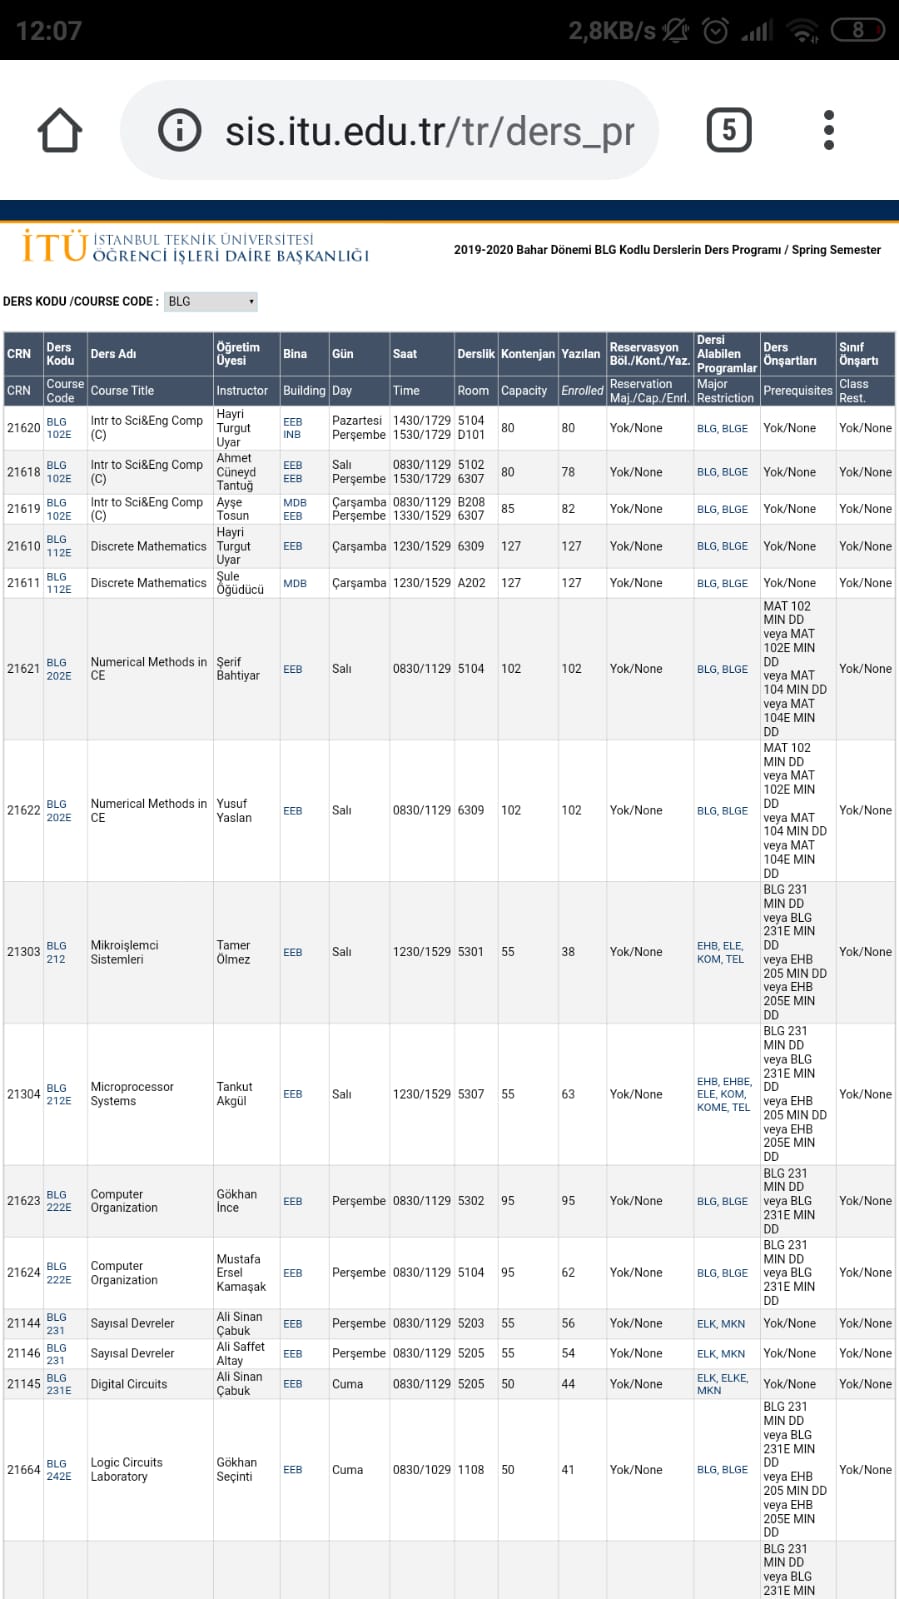 12:07
2,8KB/s
8
sis.itu.edu.tr/tr/ders_pr
5
İTÜ İSTANBUL TEKNİK ÜNİVERSİTESİ
ÖĞRENCİ İŞLERİ DAİRE BAŞKANLIĞI
2019-2020 Bahar Dönemi BLG Kodlu Derslerin Ders Programı / Spring Semester
DERS KODU /COURSE CODE : BLG
CRN Ders Kodu Ders Adı Öğretim Üyesi Bina Gün Saat Derslik Kontenjan Yazılan Reservasyon Böl./Kont./Yaz. Dersi Alabilen Programlar Ders Önşartları Sınıf Önşartı
CRN Course Code Course Title Instructor Building Day Time Room Capacity Enrolled Reservation Maj./Cap./Enrl. Major Restriction Prerequisites Class Rest.
21620 BLG 102E Intr to Sci&Eng Comp (C) Hayri Turgut Uyar EEB INB Pazartesi Perşembe 1430/1729 1530/1729 5104 D101 80 80 Yok/None BLG, BLGE Yok/None Yok/None
21618 BLG 102E Intr to Sci&Eng Comp (C) Ahmet Cüneyd Tantuğ EEB EEB Salı Perşembe 0830/1129 1530/1729 5102 6307 80 78 Yok/None BLG, BLGE Yok/None Yok/None
21619 BLG 102E Intr to Sci&Eng Comp (C) Ayşe Tosun MDB EEB Çarşamba Perşembe 0830/1129 1330/1529 B208 6307 85 82 Yok/None BLG, BLGE Yok/None Yok/None
21610 BLG 112E Discrete Mathematics Hayri Turgut Uyar EEB Çarşamba 1230/1529 6309 127 127 Yok/None BLG, BLGE Yok/None Yok/None
21611 BLG 112E Discrete Mathematics Şule Öğüdücü MDB Çarşamba 1230/1529 A202 127 127 Yok/None BLG, BLGE Yok/None Yok/None
21621 BLG 202E Numerical Methods in CE Şerif Bahtiyar EEB Salı 0830/1129 5104 102 102 Yok/None BLG, BLGE MAT 102 MIN DD veya MAT 102E MIN DD veya MAT 104 MIN DD veya MAT 104E MIN DD Yok/None
21622 BLG 202E Numerical Methods in CE Yusuf Yaslan EEB Salı 0830/1129 6309 102 102 Yok/None BLG, BLGE MAT 102 MIN DD veya MAT 102E MIN DD veya MAT 104 MIN DD veya MAT 104E MIN DD Yok/None
21303 BLG 212 Mikroişlemci Sistemleri Tamer Ölmez EEB Salı 1230/1529 5301 55 38 Yok/None EHB, ELE, KOM, TEL BLG 231 MIN DD veya BLG 231E MIN DD veya EHB 205 MIN DD veya EHB 205E MIN DD Yok/None
21304 BLG 212E Microprocessor Systems Tankut Akgül EEB Salı 1230/1529 5307 55 63 Yok/None EHB, EHBE, ELE, KOM, KOME, TEL BLG 231 MIN DD veya BLG 231E MIN DD veya EHB 205 MIN DD veya EHB 205E MIN DD Yok/None
21623 BLG 222E Computer Organization Gökhan İnce EEB Perşembe 0830/1129 5302 95 95 Yok/None BLG, BLGE BLG 231 MIN DD veya BLG 231E MIN DD Yok/None
21624 BLG 222E Computer Organization Mustafa Ersel Kamaşak EEB Perşembe 0830/1129 5104 95 62 Yok/None BLG, BLGE BLG 231 MIN DD veya BLG 231E MIN DD Yok/None
21144 BLG 231 Sayısal Devreler Ali Sinan Çabuk EEB Perşembe 0830/1129 5203 55 56 Yok/None ELK, MKN Yok/None Yok/None
21146 BLG 231 Sayısal Devreler Ali Saffet Altay EEB Perşembe 0830/1129 5205 55 54 Yok/None ELK, MKN Yok/None Yok/None
21145 BLG 231E Digital Circuits Ali Sinan Çabuk EEB Cuma 0830/1129 5205 50 44 Yok/None ELK, ELKE, MKN Yok/None Yok/None
21664 BLG 242E Logic Circuits Laboratory Gökhan Seçinti EEB Cuma 0830/1029 1108 50 41 Yok/None BLG, BLGE BLG 231 MIN DD veya BLG 231E MIN DD veya EHB 205 MIN DD veya EHB 205E MIN DD Yok/None
BLG 231 MIN DD veya BLG 231E MIN